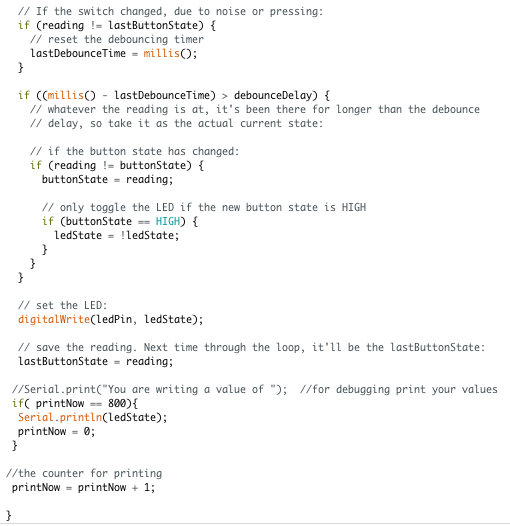 // If the switch changed, due to noise or pressing:
if (reading != lastButtonState) {
// reset the debouncing timer
lastDebounceTime = millis();
}
if ((millis() - lastDebounceTime) > debounceDelay) {
// whatever the reading is at, it's been there for longer than the debounce
// delay, so take it as the actual current state:
// if the button state has changed:
if (reading != buttonState) {
buttonState = reading;
// only toggle the LED if the new button state is HIGH
if (buttonState == HIGH) {
ledState = !ledState;
}
}
}
// set the LED:
digitalWrite(ledPin, ledState);
// save the reading. Next time through the loop, it'll be the lastButtonState:
lastButtonState = reading;
//Serial.print("You are writing a value of ");  //for debugging print your values
if( printNow == 800){
Serial.println(ledState);
printNow = 0;
}
//the counter for printing
printNow = printNow + 1;
}